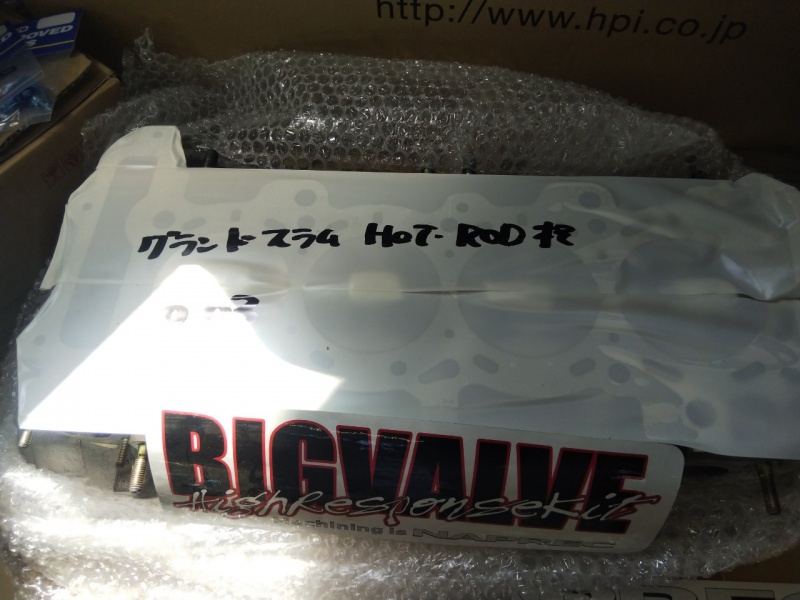 http://www.hpi.co.jp
OVED
グランドスラム HOT-ROD 様
BIGVALVE
HighResponseKit
Machining is NAPREC